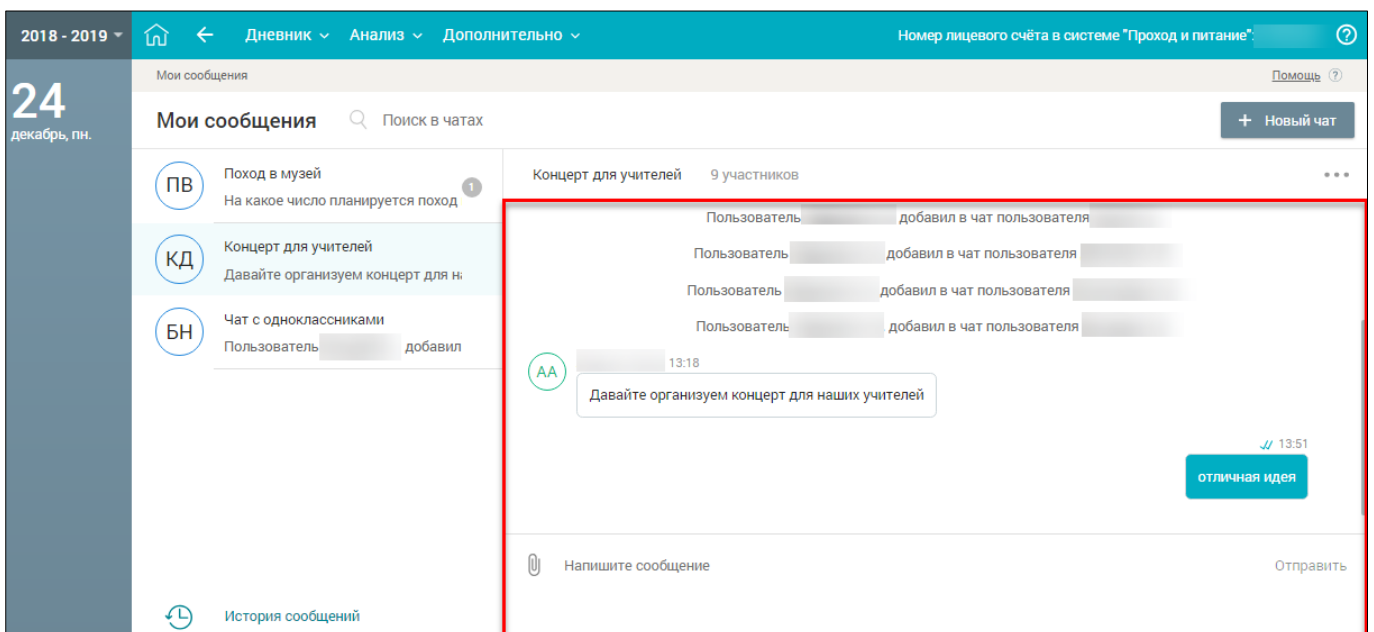 2018 - 2019
Дневник Анализ Дополнительно Номер лицевого счёта в системе "Проход и питание":
24
декабрь, пн.
Мои сообщения
Помощь
Мои сообщения
Поиск в чатах
+ Новый чат
ПВ
Поход в музей
1
На какое число планируется поход
КД
Концерт для учителей
Давайте организуем концерт для на
БН
Чат с одноклассниками
Пользователь добавил
История сообщений
Концерт для учителей 9 участников
Пользователь добавил в чат пользователя
Пользователь добавил в чат пользователя
Пользователь добавил в чат пользователя
Пользователь добавил в чат пользователя
АА
13:18
Давайте организуем концерт для наших учителей
13:51
отличная идея
Напишите сообщение
Отправить